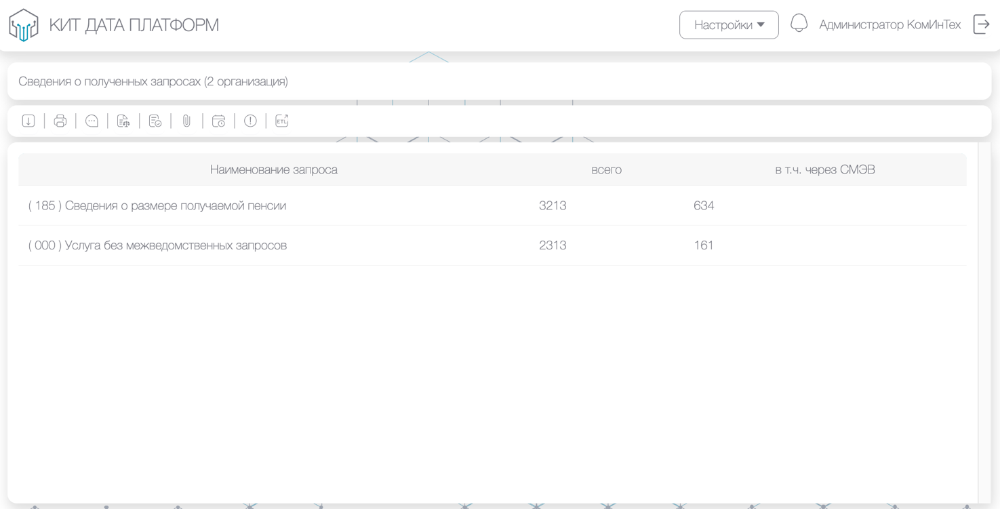 КИТ ДАТА ПЛАТФОРМ
Настройки
Администратор КомИнТех
Сведения о полученных запросах (2 организация)
ETL
Наименование запроса всего в т.ч. через СМЭВ
( 185 ) Сведения о размере получаемой пенсии 3213 634
( 000 ) Услуга без межведомственных запросов 2313 161